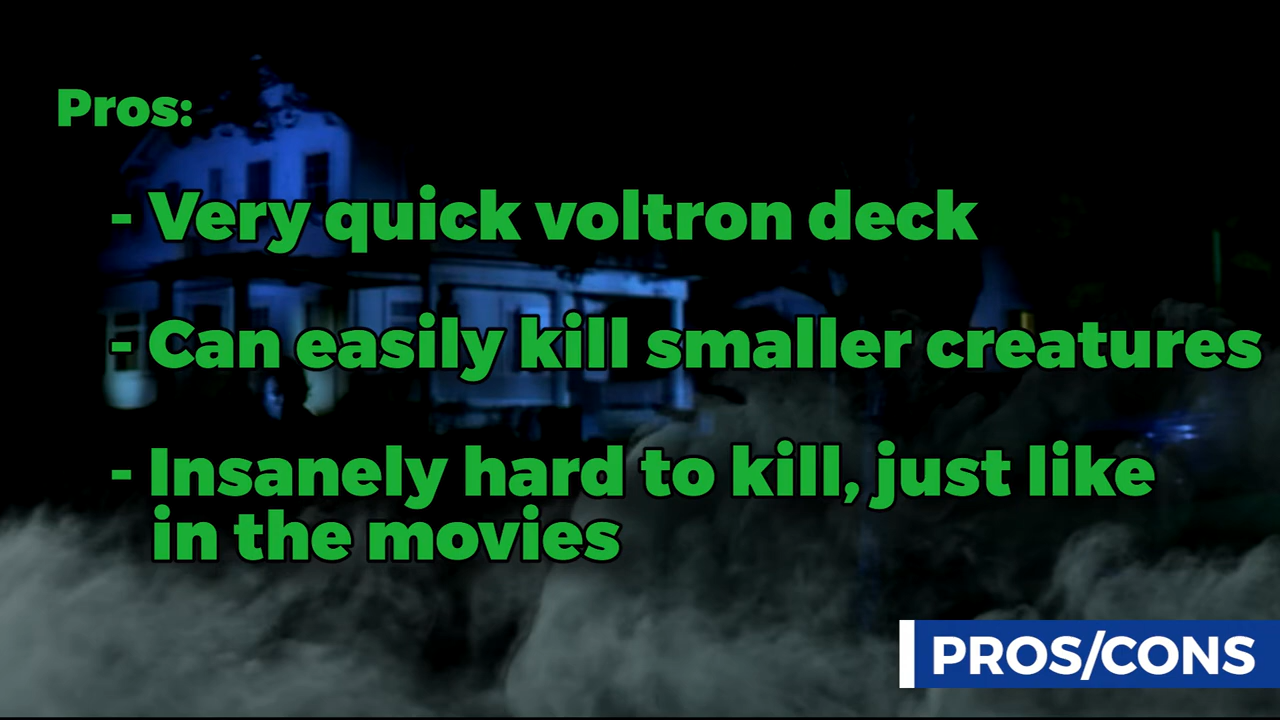 Pros:
- Very quick voltron deck
- Can easily kill smaller creatures
- Insanely hard to kill, just like
in the movies
PROS/CONS